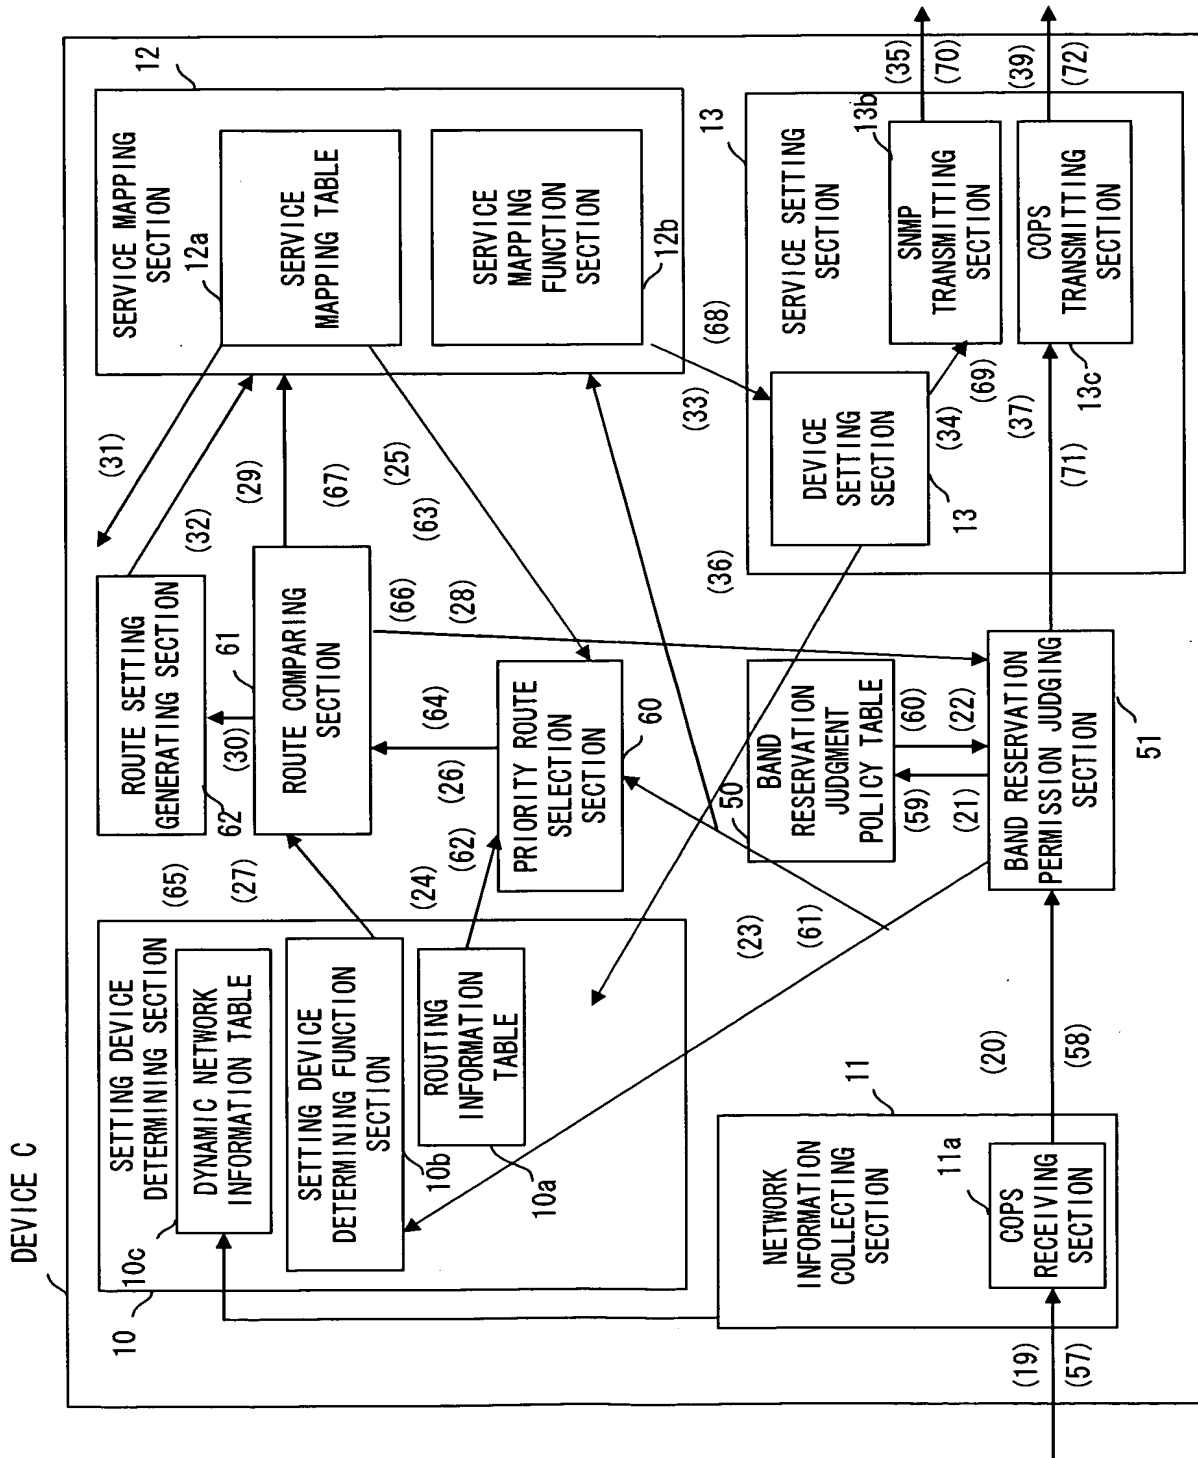 DEVICE C
10
SETTING DEVICE
DETERMINING SECTION
10c
DYNAMIC NETWORK
INFORMATION TABLE
SETTING DEVICE
DETERMINING FUNCTION
SECTION
10b
ROUTING
INFORMATION
TABLE
10a
(65)
(27)
(24)
(62)
ROUTE SETTING
GENERATING SECTION
62
(30)
61
ROUTE COMPARING
SECTION
(64)
(26)
PRIORITY ROUTE
SELECTION
SECTION
60
(31)
(32)
(29)
(67)
(25)
(63)
(66)
(28)
12
SERVICE MAPPING
SECTION
12a
SERVICE
MAPPING TABLE
SERVICE
MAPPING
FUNCTION
SECTION
12b
(68)
(33)
(23)
(61)
(36)
NETWORK
INFORMATION
COLLECTING
SECTION
11
11a
COPS
RECEIVING
SECTION
(19)
(57)
(20)
(58)
50
BAND
RESERVATION
JUDGMENT
POLICY TABLE
(59)
(21)
(60)
(22)
BAND RESERVATION
PERMISSION JUDGING
SECTION
51
13
SERVICE SETTING
SECTION
DEVICE
SETTING
SECTION
13
(34)
(69)
13b
SNMP
TRANSMITTING
SECTION
(35)
(70)
(37)
(71)
COPS
TRANSMITTING
SECTION
13c
(39)
(72)